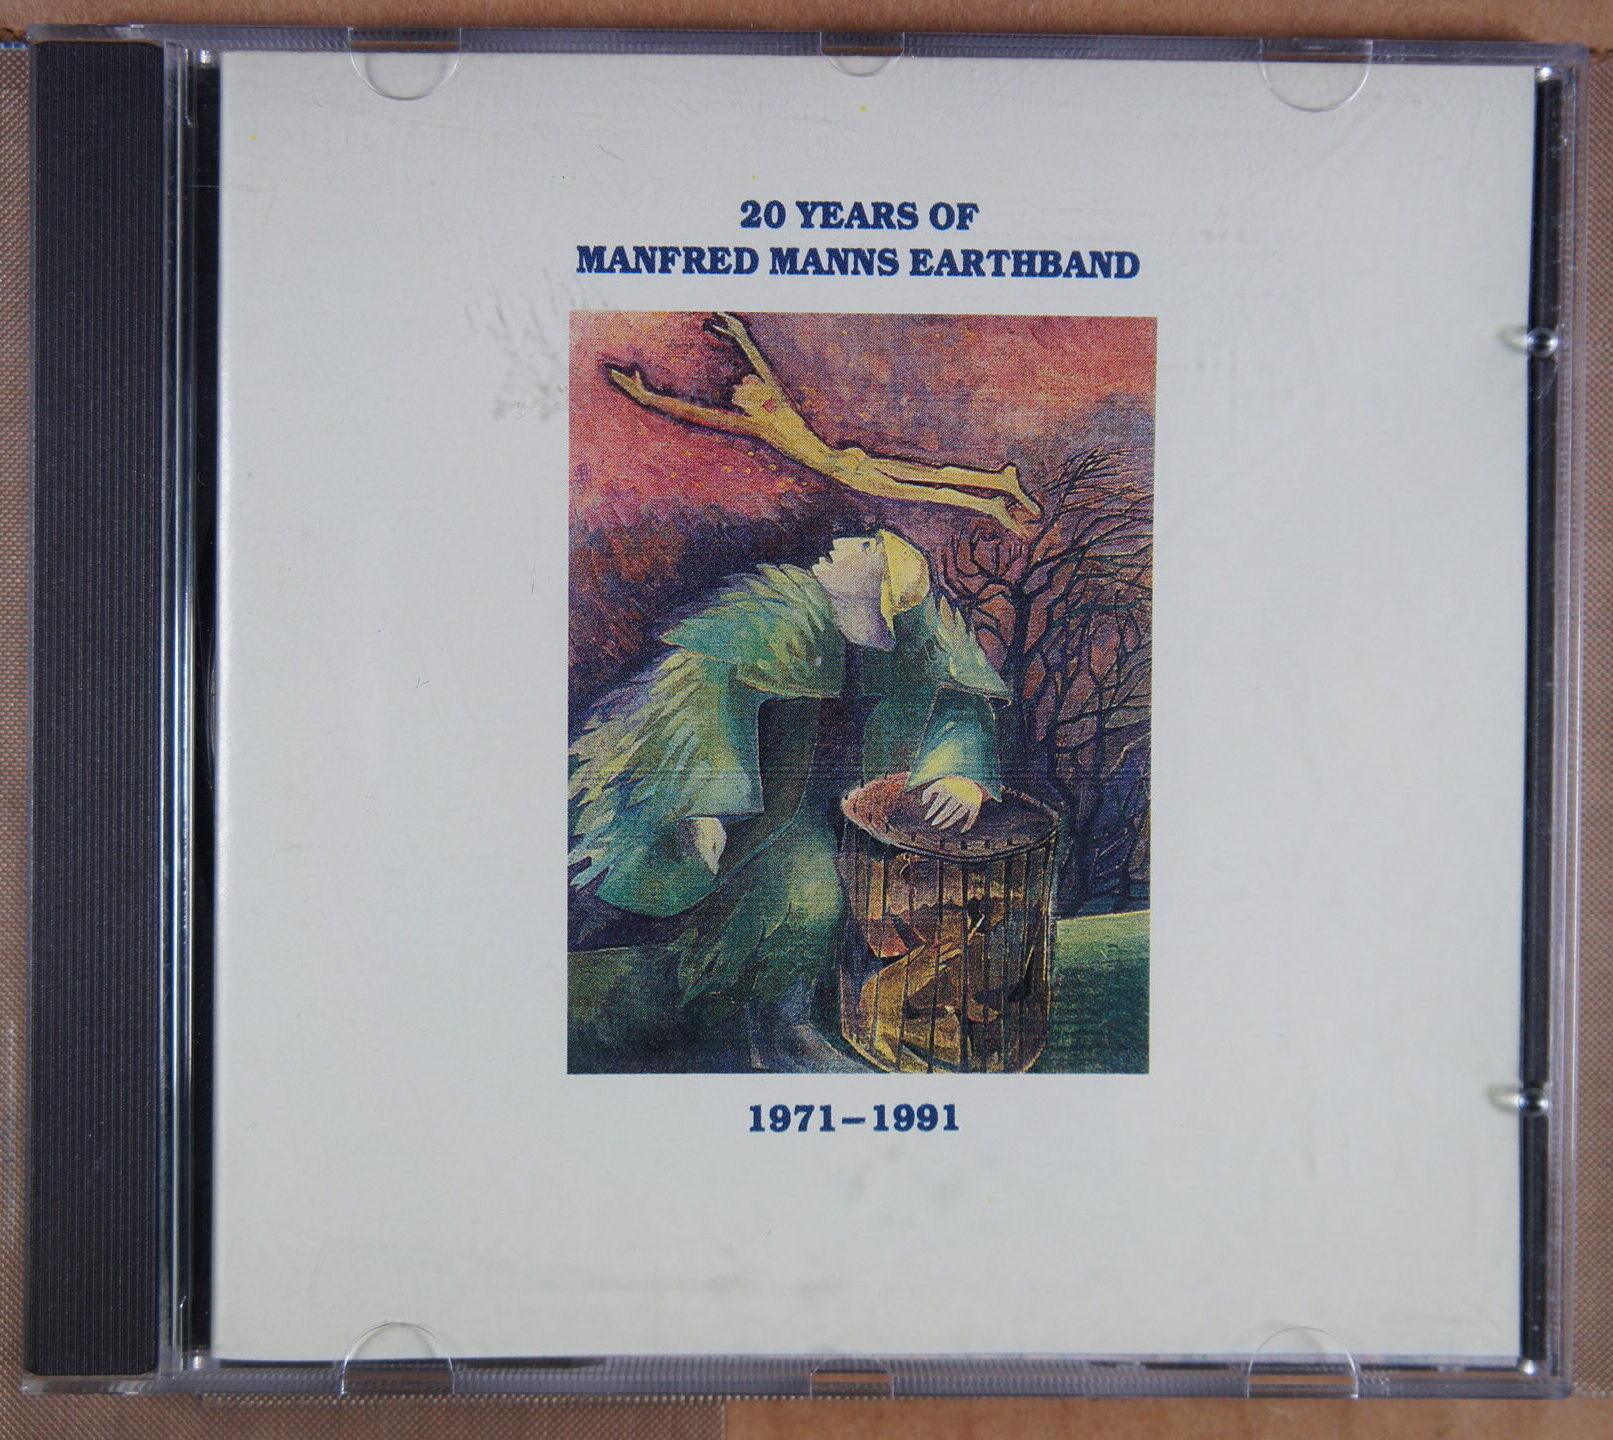 20 YEARS OF
MANFRED MANNS EARTHBAND
1971–1991